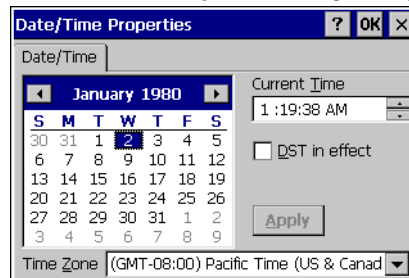 Date/Time Properties ? OK ×
Date/Time
January 1980
S M T W T F S
30 31 1 2 3 4 5
6 7 8 9 10 11 12
13 14 15 16 17 18 19
20 21 22 23 24 25 26
27 28 29 30 31 1 2
3 4 5 6 7 8 9
Current Time
1 :19:38 AM
DST in effect
Apply
Time Zone (GMT-08:00) Pacific Time (US & Canad